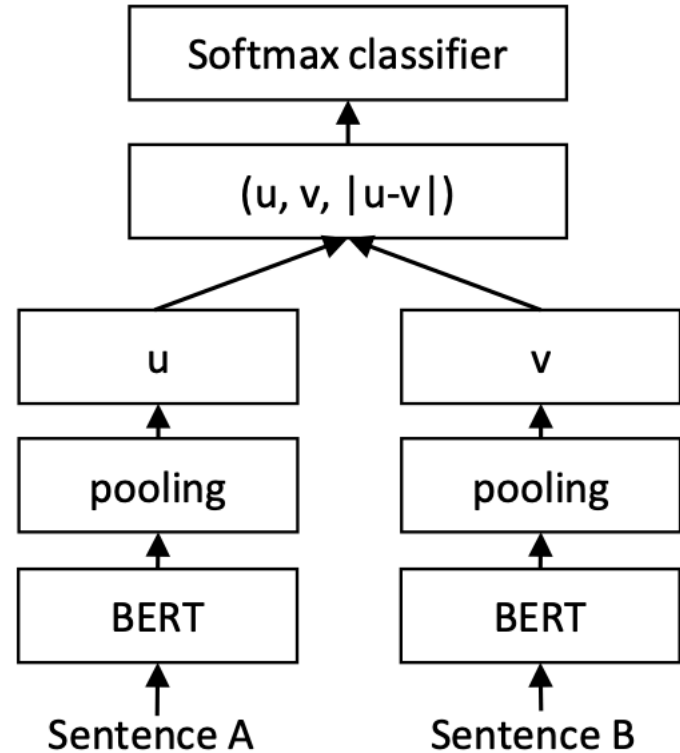 Softmax classifier
(u, v, |u-v|)
u
v
pooling
pooling
BERT
BERT
Sentence A
Sentence B